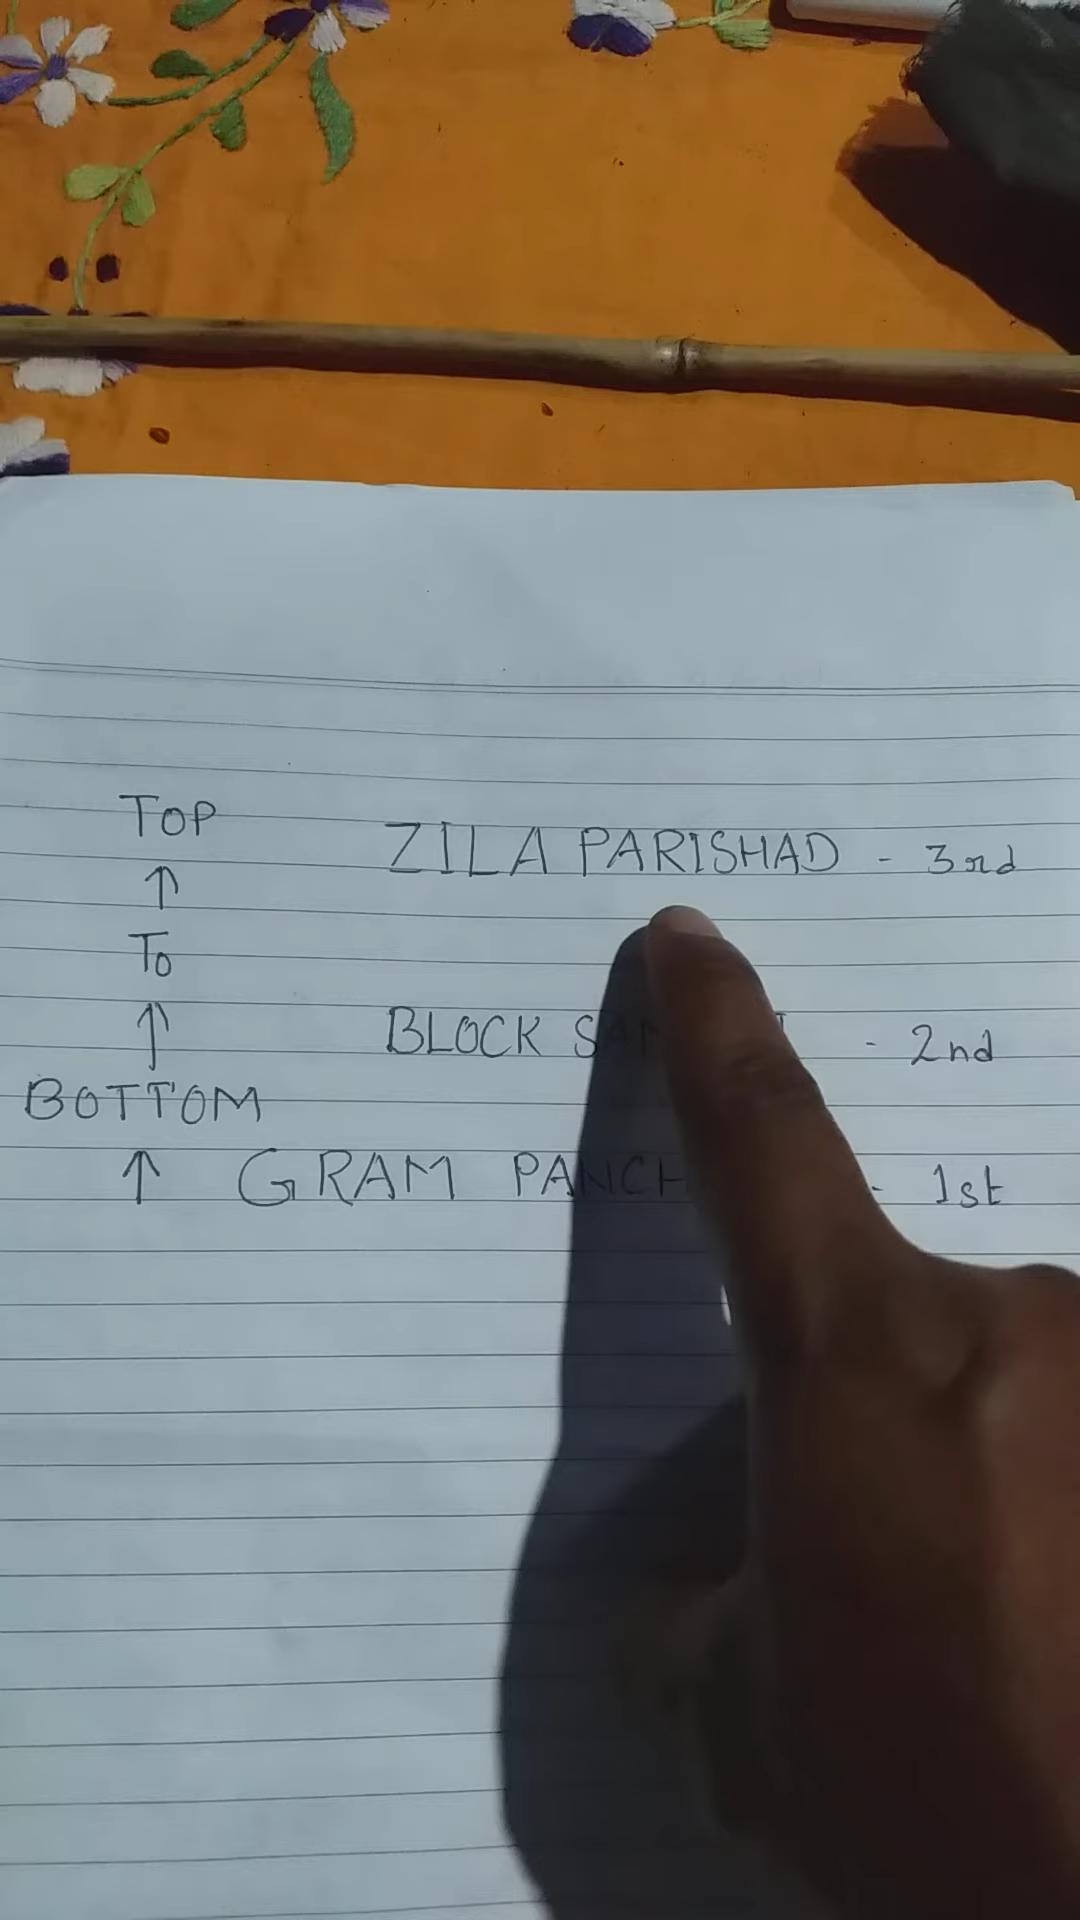 TOP
ZILA PARISHAD - 3rd
↑
To
↑
BLOCK - 2nd
BOTTOM
↑ GRAM - 1st